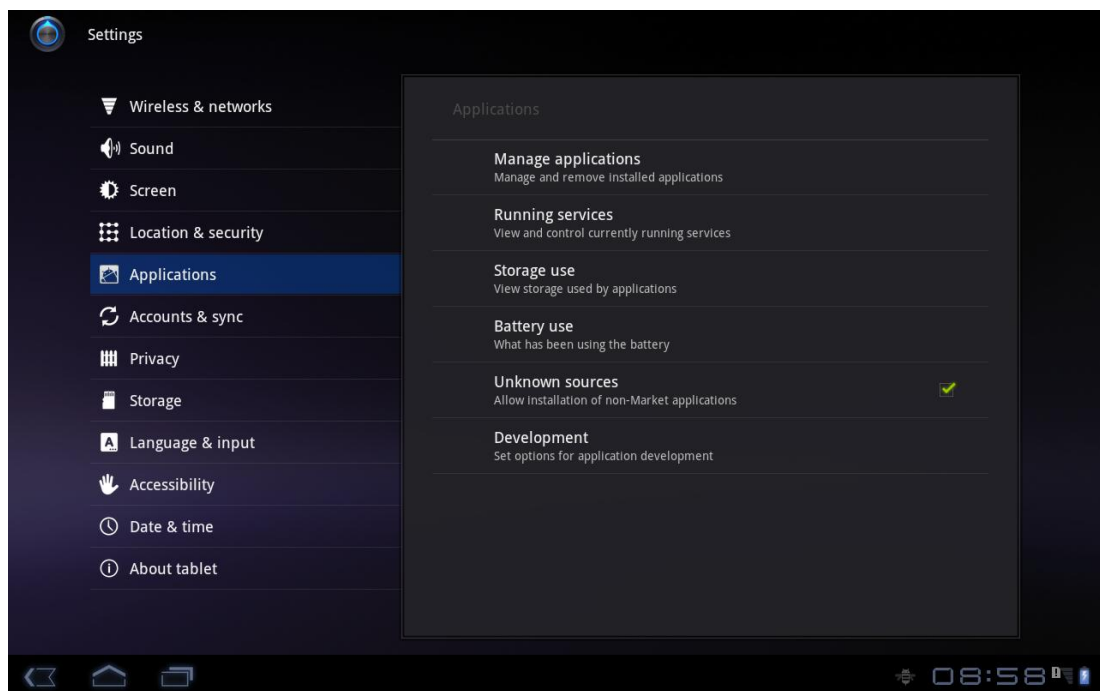 Settings
Wireless & networks
Sound
Screen
Location & security
Applications
Accounts & sync
Privacy
Storage
Language & input
Accessibility
Date & time
About tablet
Applications
Manage applications
Manage and remove installed applications
Running services
View and control currently running services
Storage use
View storage used by applications
Battery use
What has been using the battery
Unknown sources
Allow installation of non-Market applications
Development
Set options for application development
08:58